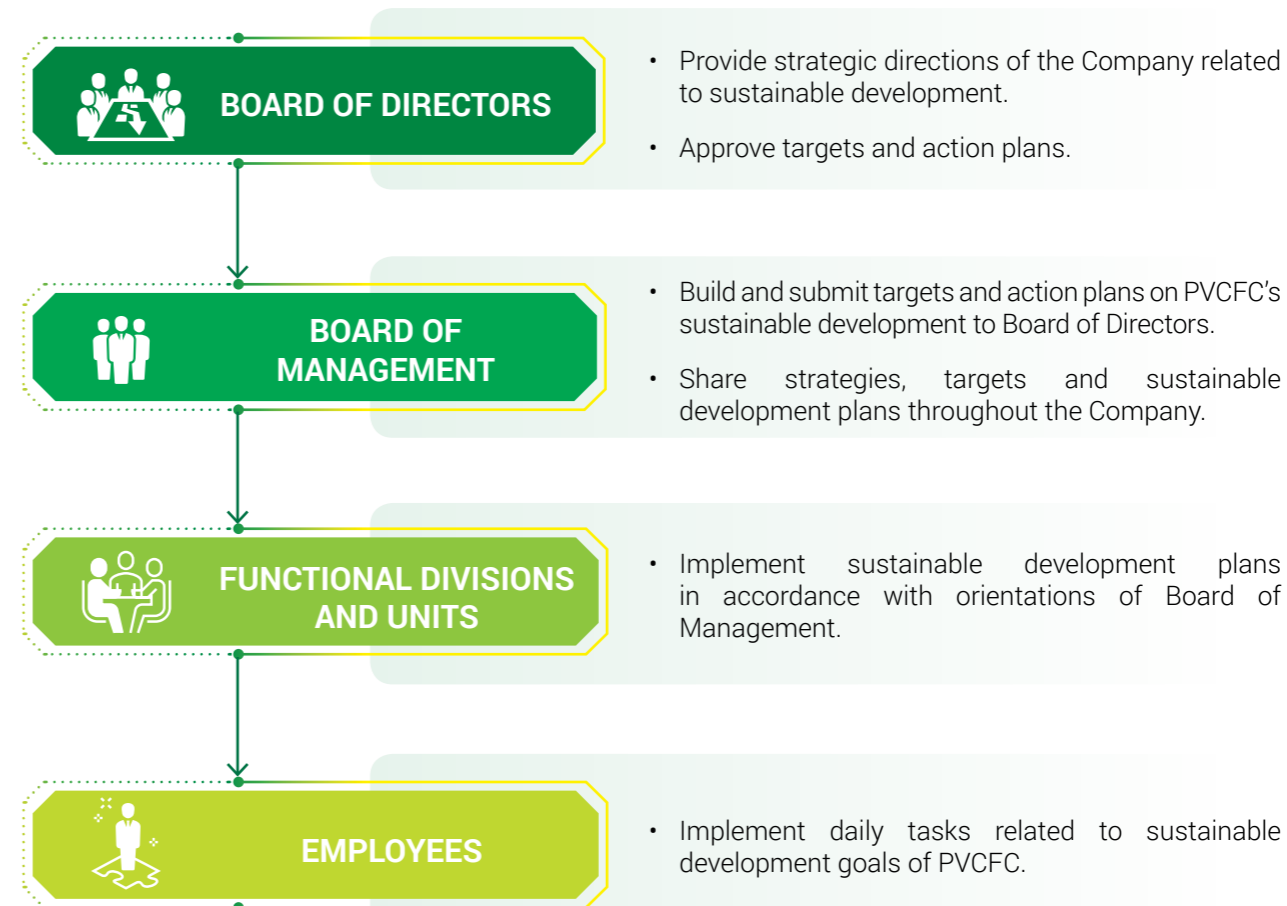 BOARD OF DIRECTORS
• Provide strategic directions of the Company related
to sustainable development.
• Approve targets and action plans.
BOARD OF
MANAGEMENT
• Build and submit targets and action plans on PVCFC’s
sustainable development to Board of Directors.
• Share strategies, targets and sustainable
development plans throughout the Company.
FUNCTIONAL DIVISIONS
AND UNITS
• Implement sustainable development plans
in accordance with orientations of Board of
Management.
EMPLOYEES
• Implement daily tasks related to sustainable
development goals of PVCFC.